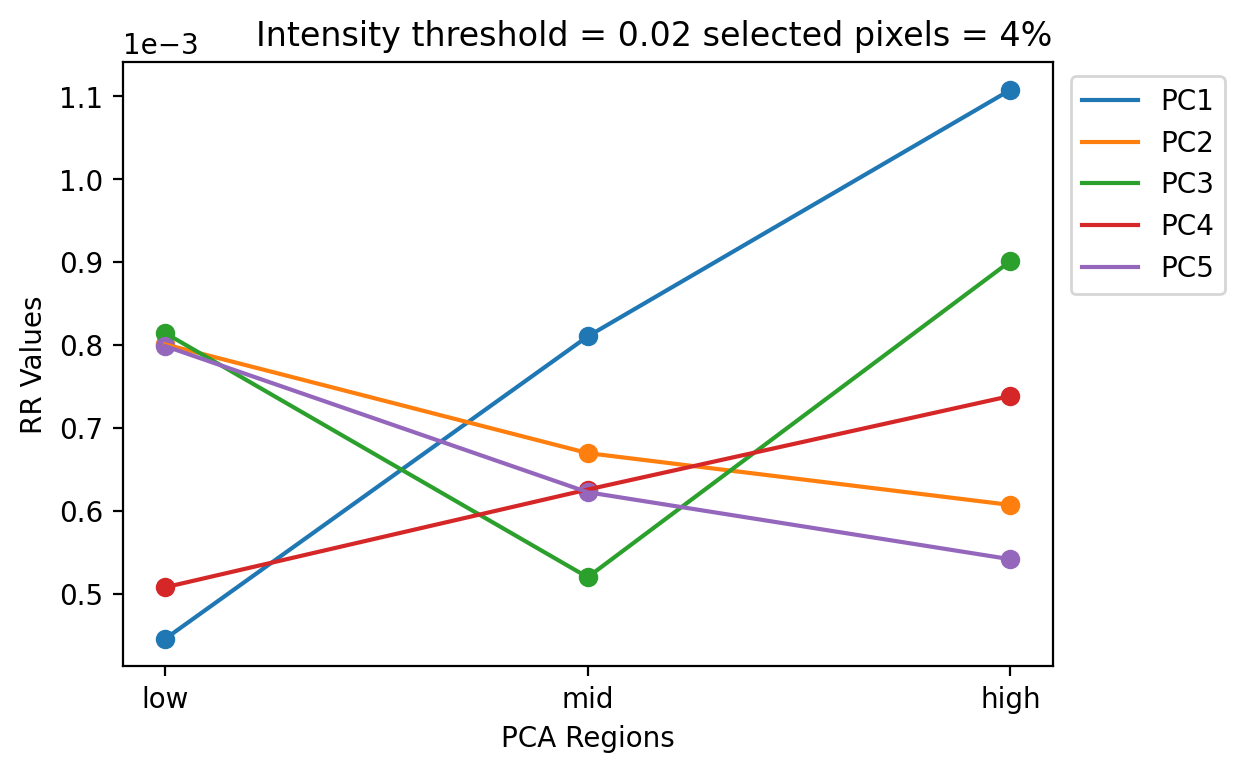 Intensity threshold = 0.02 selected pixels = 4%
1e−3
1.1
1.0
0.9
0.8
0.7
0.6
0.5
RR Values
low
mid
high
PCA Regions
PC1
PC2
PC3
PC4
PC5